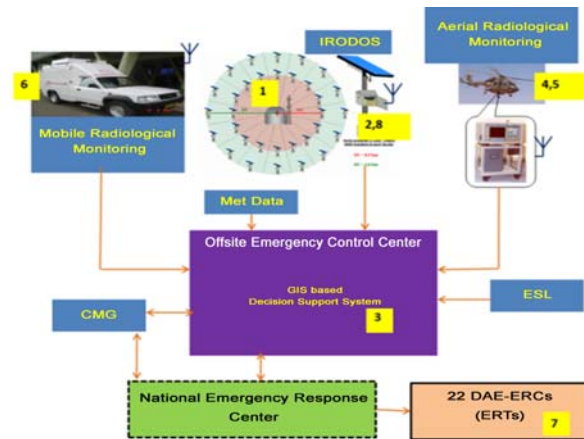 IRODOS
Aerial Radiological
Monitoring
6
1
2,8
4,5
Mobile Radiological
Monitoring
Met Data
Offsite Emergency Control Center
GIS based
Decision Support System
3
CMG
ESL
National Emergency Response
Center
22 DAE-ERCs
(ERTs)
7